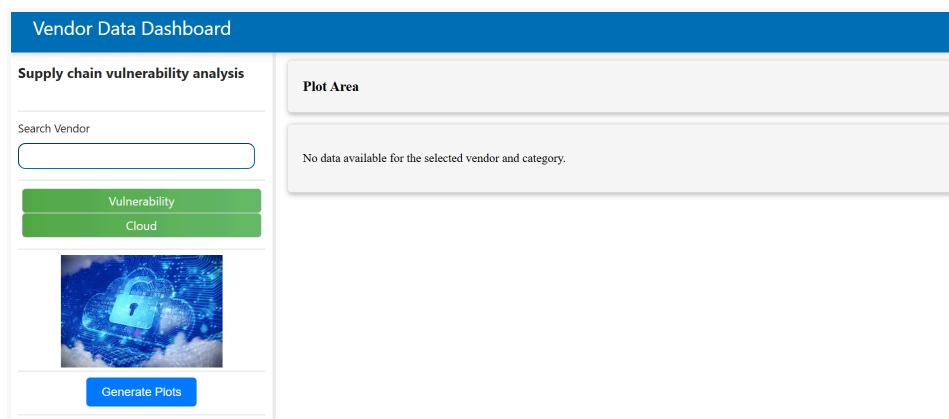 Vendor Data Dashboard
Supply chain vulnerability analysis
Search Vendor
Vulnerability
Cloud
Generate Plots
Plot Area
No data available for the selected vendor and category.